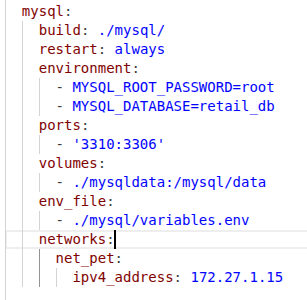 mysql:
build: ./mysql/
restart: always
environment:
- MYSQL_ROOT_PASSWORD=root
- MYSQL_DATABASE=retail_db
ports:
- '3310:3306'
volumes:
- ./mysqldata:/mysql/data
env_file:
- ./mysql/variables.env
networks:
net_pet:
ipv4_address: 172.27.1.15